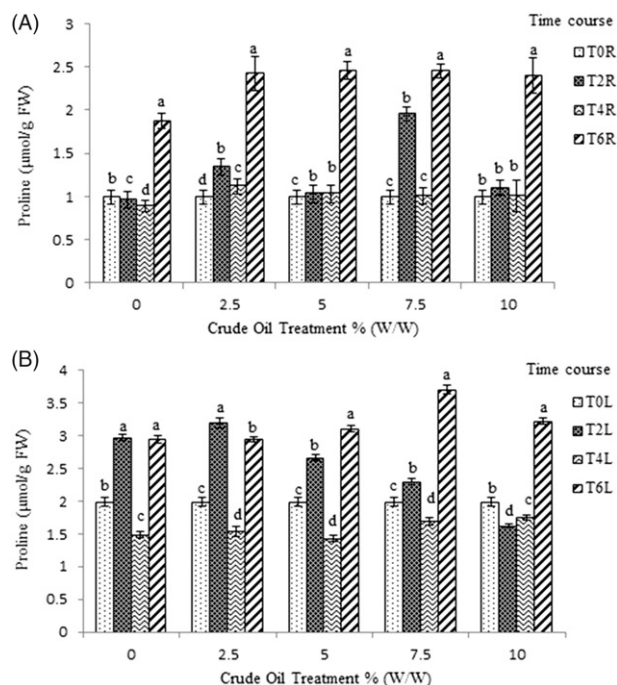 (A)
Time course
T0R
T2R
T4R
T6R
Proline (µmol/g FW)
3
2.5
2
1.5
1
0.5
0
b c d a
d b c a
c b b a
c b c a
b b b a
0 2.5 5 7.5 10
Crude Oil Treatment % (W/W)
(B)
Time course
T0L
T2L
T4L
T6L
Proline (µmol/g FW)
4
3.5
3
2.5
2
1.5
1
0.5
0
b a c a
c a d b
c b d a
c b d a
b d c a
0 2.5 5 7.5 10
Crude Oil Treatment % (W/W)